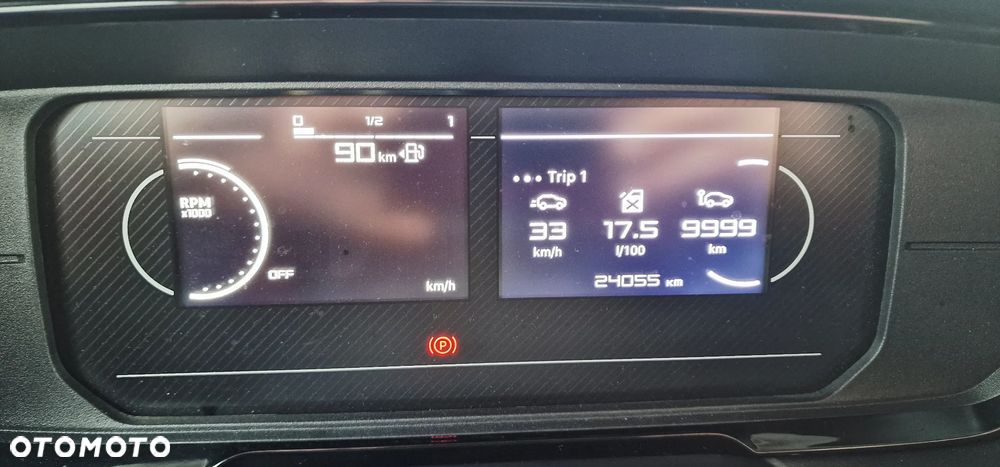 0 1/2 1
90 km
RPM
x1000
OFF
km/h
Trip 1
33 17.5 9999
km/h l/100 km
24055 KM
P
OTOMOTO